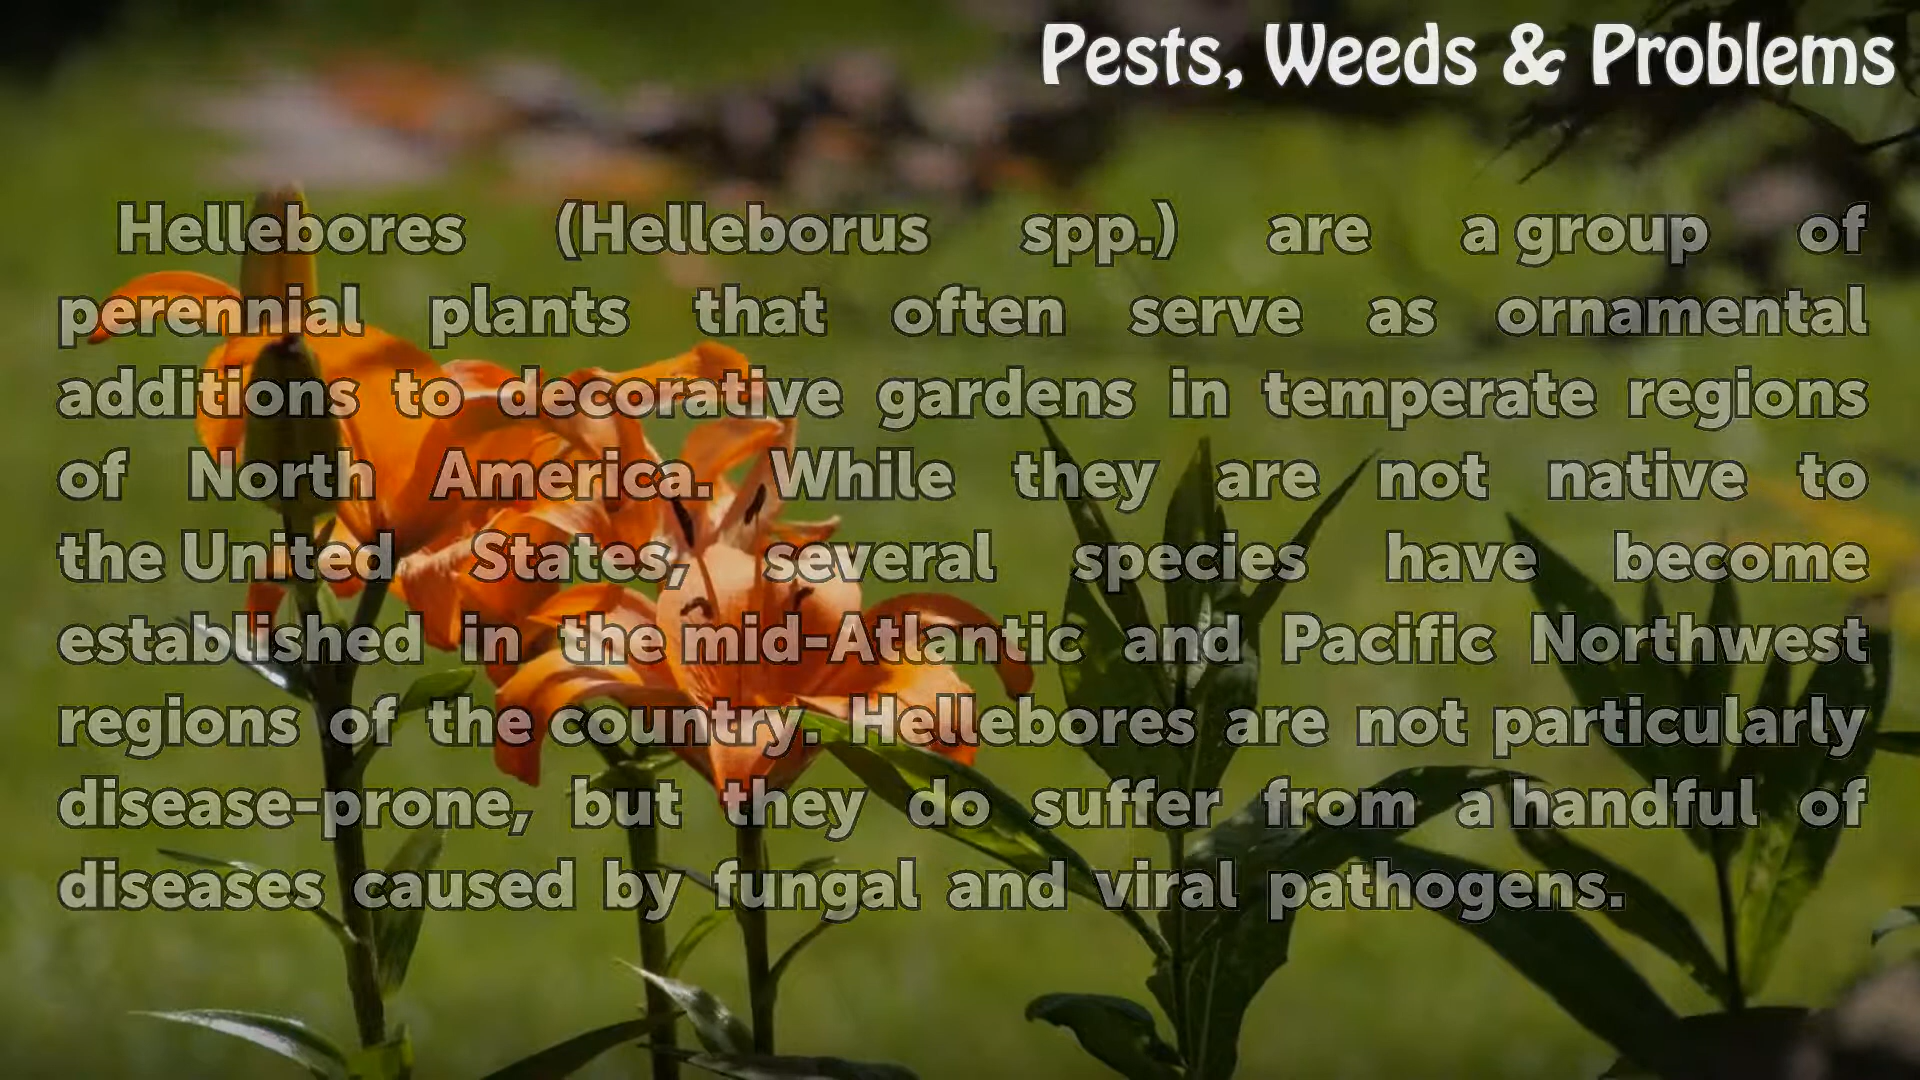 Pests, Weeds & Problems
Hellebores (Helleborus spp.) are a group of
perennial plants that often serve as ornamental
additions to decorative gardens in temperate regions
of North America. While they are not native to
the United States, several species have become
established in the mid-Atlantic and Pacific Northwest
regions of the country. Hellebores are not particularly
disease-prone, but they do suffer from a handful of
diseases caused by fungal and viral pathogens.